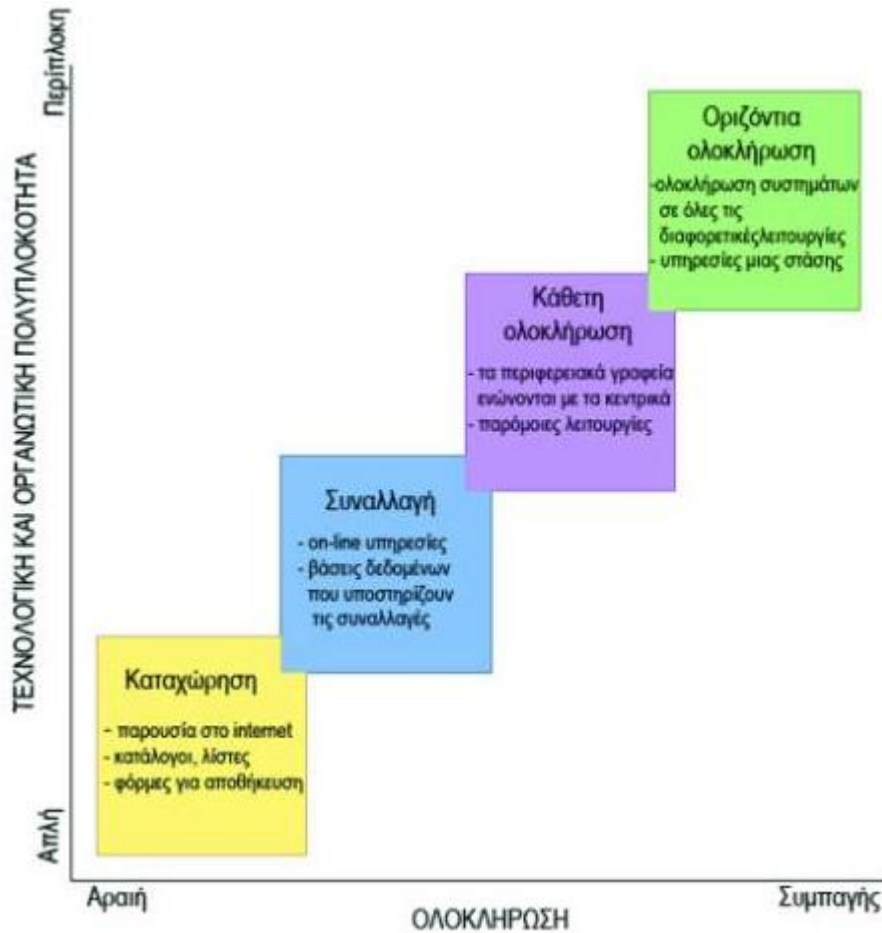 Περίπλοκη
ΤΕΧΝΟΛΟΓΙΚΗ ΚΑΙ ΟΡΓΑΝΩΤΙΚΗ ΠΟΛΥΠΛΟΚΟΤΗΤΑ
Απλή
Οριζόντια
ολοκλήρωση
-ολοκλήρωση συστημάτων
σε όλες τις
διαφορετικέςλειτουργίες
- υπηρεσίες μιας στάσης
Κάθετη
ολοκλήρωση
- τα περιφερειακά γραφεία
ενώνονται με τα κεντρικά
- παρόμοιες λειτουργίες
Συναλλαγή
- on-line υπηρεσίες
- βάσεις δεδομένων
που υποστηρίζουν
τις συναλλαγές
Καταχώρηση
- παρουσία στο internet
- κατάλογοι, λίστες
- φόρμες για αποθήκευση
Αραιή
Συμπαγής
ΟΛΟΚΛΗΡΩΣΗ